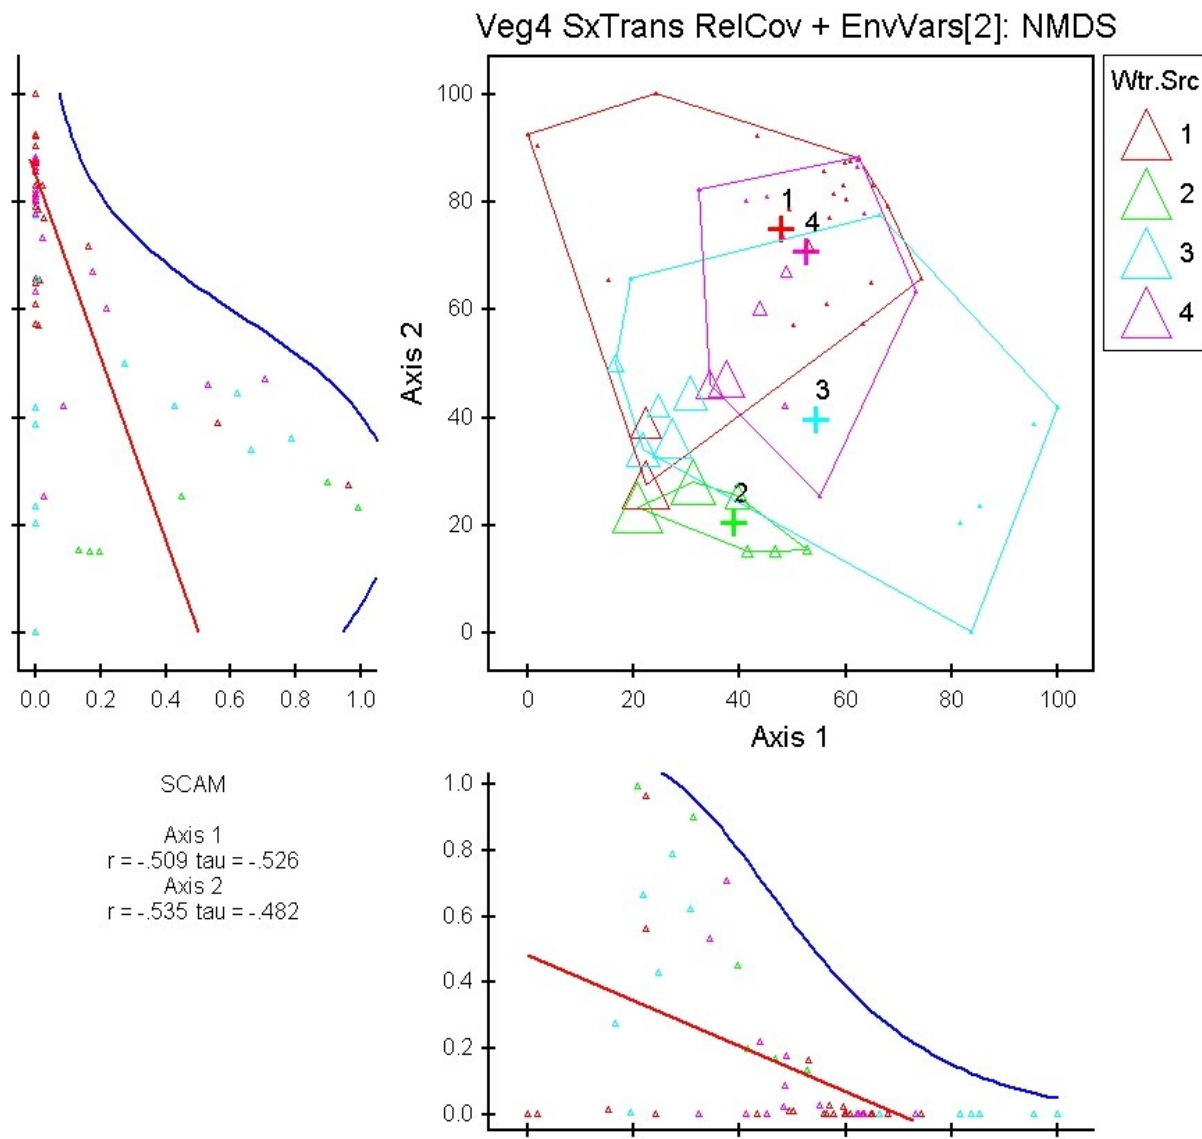 Veg4 SxTrans RelCov + EnvVars[2]: NMDS
Wtr.Src
1
2
3
4
100
80
60
40
20
0
Axis 2
1
4
3
2
0.0 0.2 0.4 0.6 0.8 1.0
0 20 40 60 80 100
Axis 1
SCAM
Axis 1
r = -.509 tau = -.526
Axis 2
r = -.535 tau = -.482
1.0
0.8
0.6
0.4
0.2
0.0